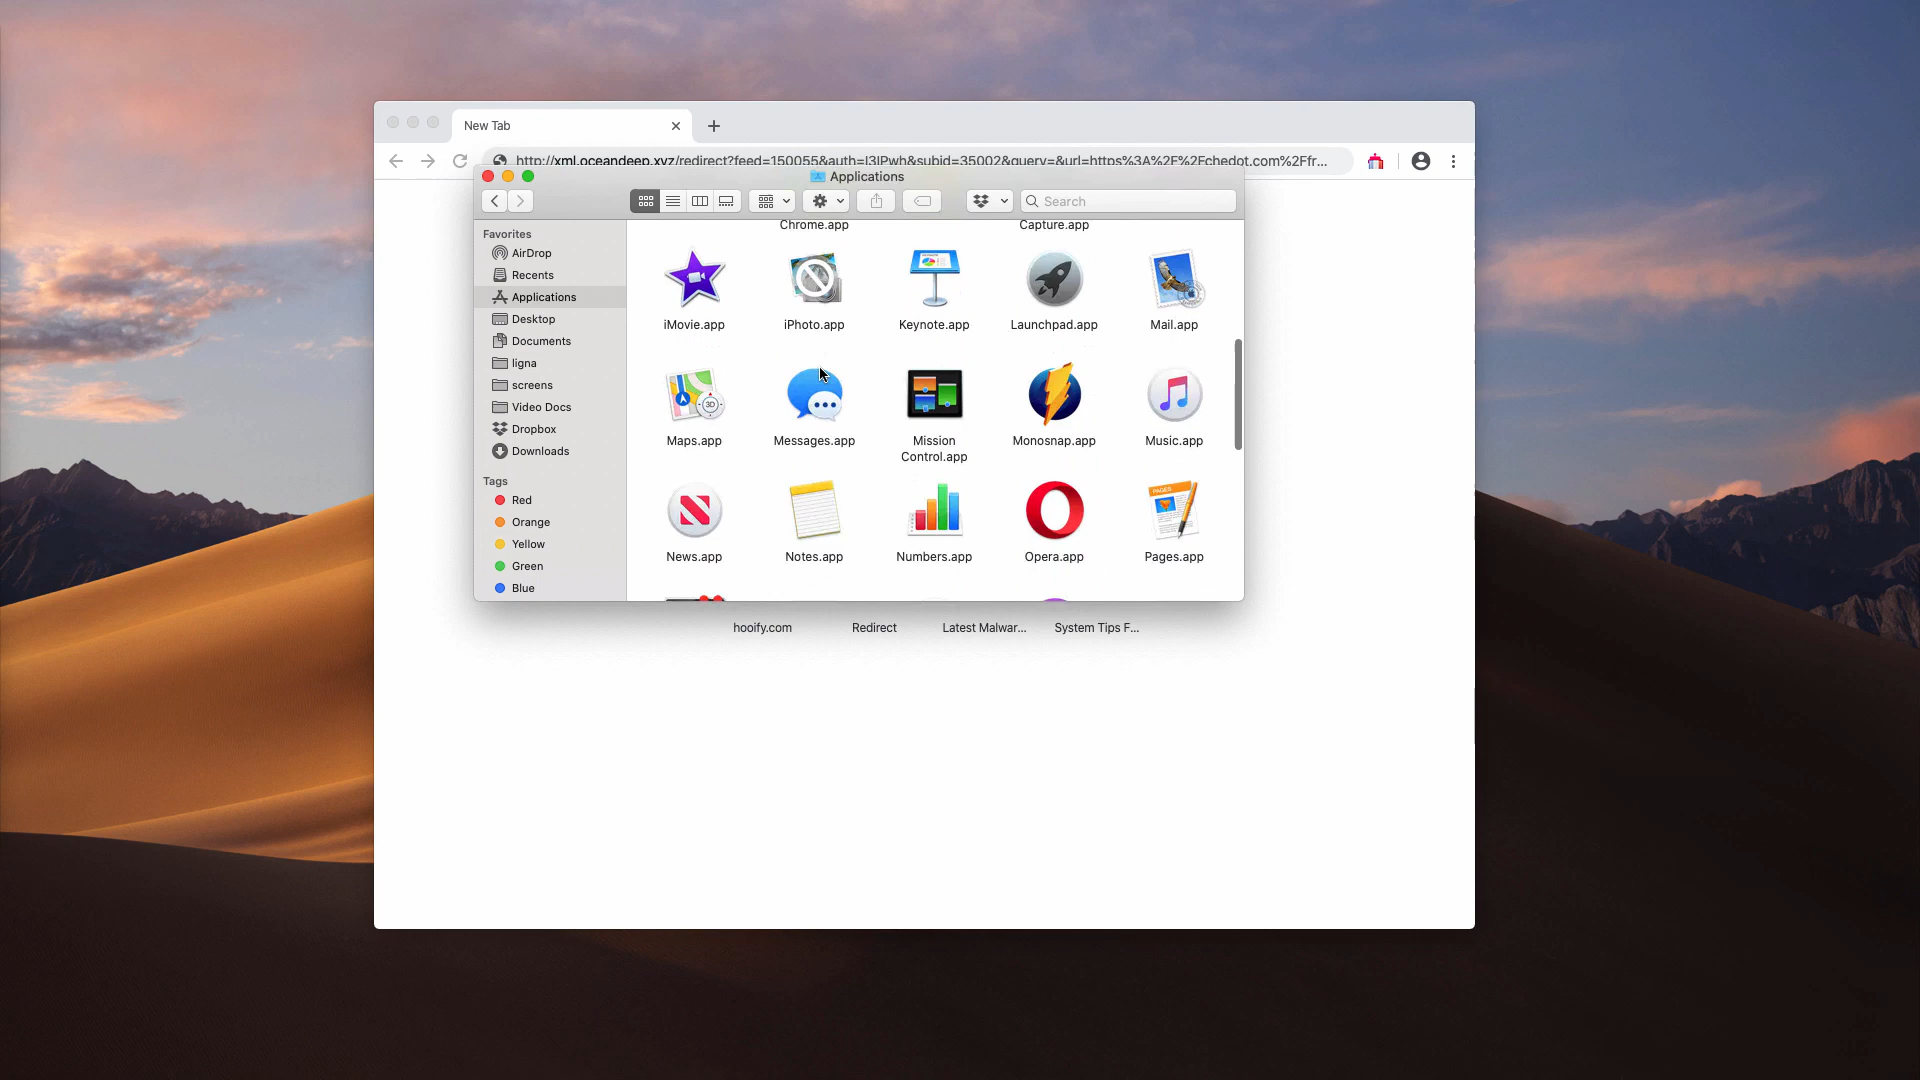 New Tab
http://xml.oceandeep.xyz/redirect?feed=150055&auth=l3lPwh&subid=35002&query=&url=https%3A%2F%2Fchedot.com%2Ffr...
Applications
Search
Favorites
AirDrop
Recents
Applications
Desktop
Documents
ligna
screens
Video Docs
Dropbox
Downloads
Tags
Red
Orange
Yellow
Green
Blue
Chrome.app
Capture.app
iMovie.app
iPhoto.app
Keynote.app
Launchpad.app
Mail.app
3D
Maps.app
Messages.app
Mission
Control.app
Monosnap.app
Music.app
PAGES
News.app
Notes.app
Numbers.app
Opera.app
Pages.app
hooify.com
Redirect
Latest Malwar...
System Tips F...